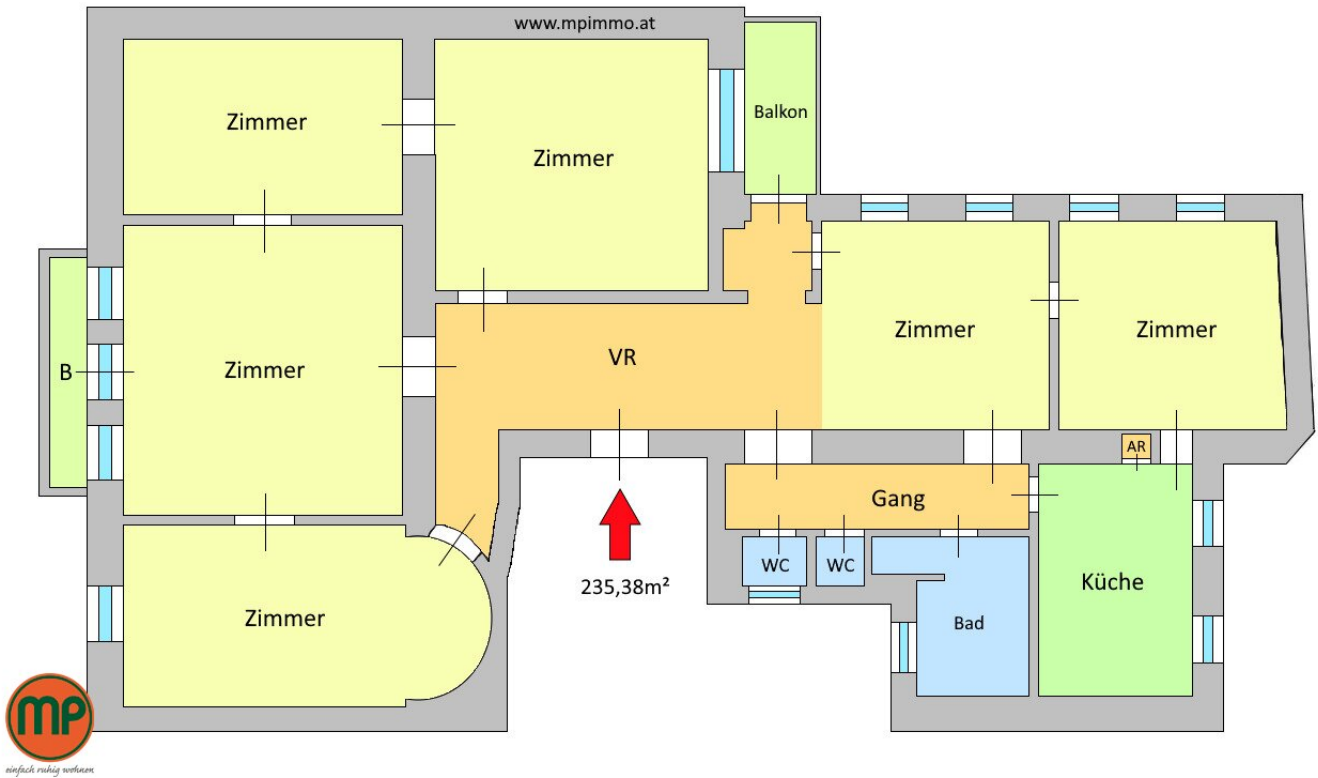 www.mpimmo.at
Zimmer
Zimmer
Balkon
B
Zimmer
VR
Zimmer
Zimmer
AR
Gang
WC
WC
Küche
235,38m²
Zimmer
Bad
MP
einfach ruhig wohnen